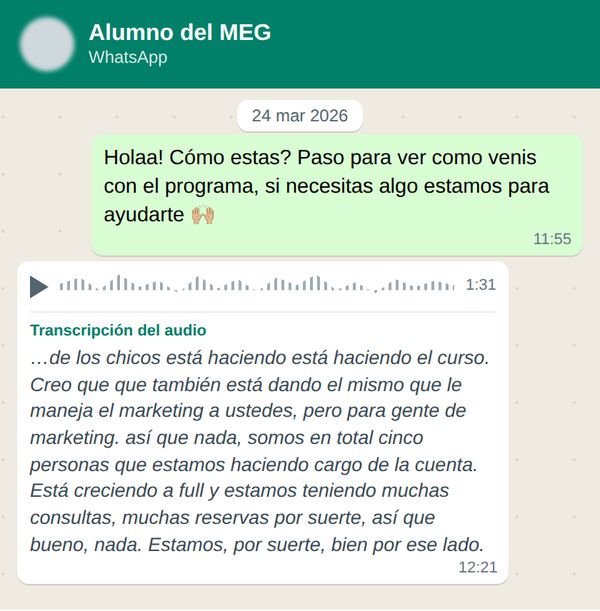 Alumno del MEG
WhatsApp
24 mar 2026
Holaa! Cómo estas? Paso para ver como venis
con el programa, si necesitas algo estamos para
ayudarte 🙌🏼
11:55
1:31
Transcripción del audio
…de los chicos está haciendo está haciendo el curso.
Creo que que también está dando el mismo que le
maneja el marketing a ustedes, pero para gente de
marketing. así que nada, somos en total cinco
personas que estamos haciendo cargo de la cuenta.
Está creciendo a full y estamos teniendo muchas
consultas, muchas reservas por suerte, así que
bueno, nada. Estamos, por suerte, bien por ese lado.
12:21